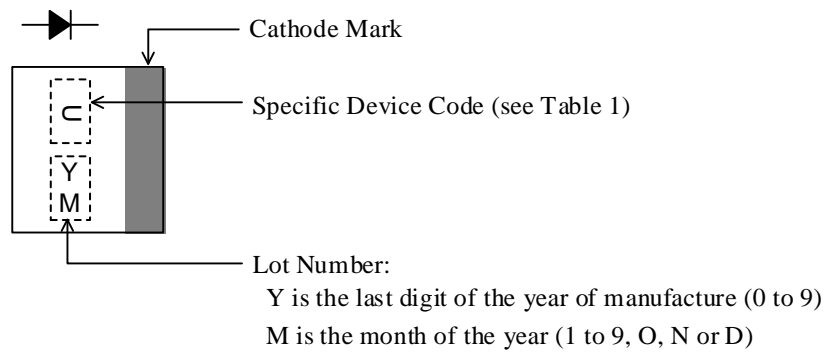 Cathode Mark
Specific Device Code (see Table 1)
U
Y
M
Lot Number:
Y is the last digit of the year of manufacture (0 to 9)
M is the month of the year (1 to 9, O, N or D)